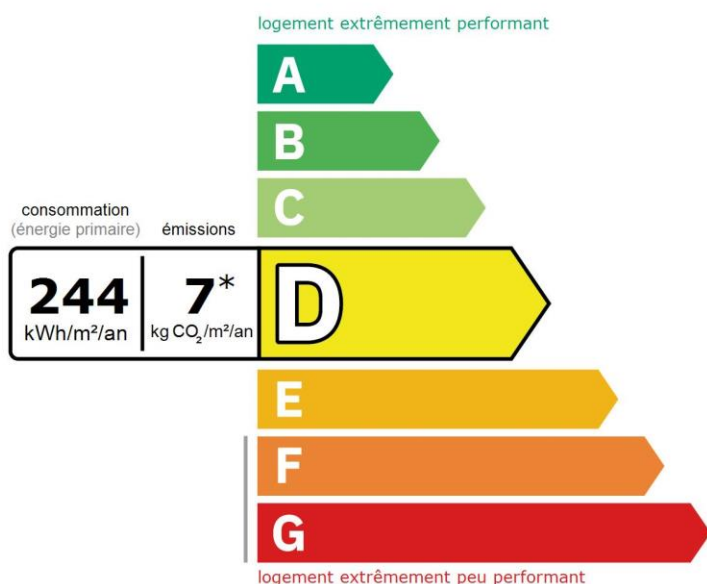 logement extrêmement performant
A
B
C
consommation
(énergie primaire)
émissions
244
kWh/m²/an
7*
kg CO₂/m²/an
D
E
F
G
logement extrêmement peu performant